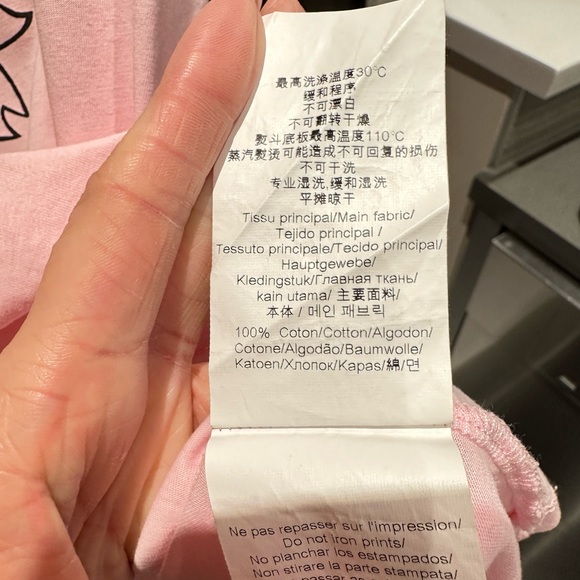 最高洗涤温度30℃
缓和程序
不可漂白
不可翻转干燥
熨斗底板最高温度110℃
蒸汽熨烫可能造成不可回复的损伤
不可干洗
专业湿洗,缓和湿洗
平摊晾干
Tissu principal/Main fabric/
Tejido principal /
Tessuto principale/Tecido principal/
Hauptgewebe/
Kledingstuk/Главная ткань/
kain utama/ 主要面料/
本体 / 메인 패브릭
100% Coton/Cotton/Algodon/
Cotone/Algodão/Baumwolle/
Katoen/Хлопок/Kapas/綿/면
Ne pas repasser sur l'impression/
Do not iron prints/
No planchar los estampados/
Non stirare la parte stampata/